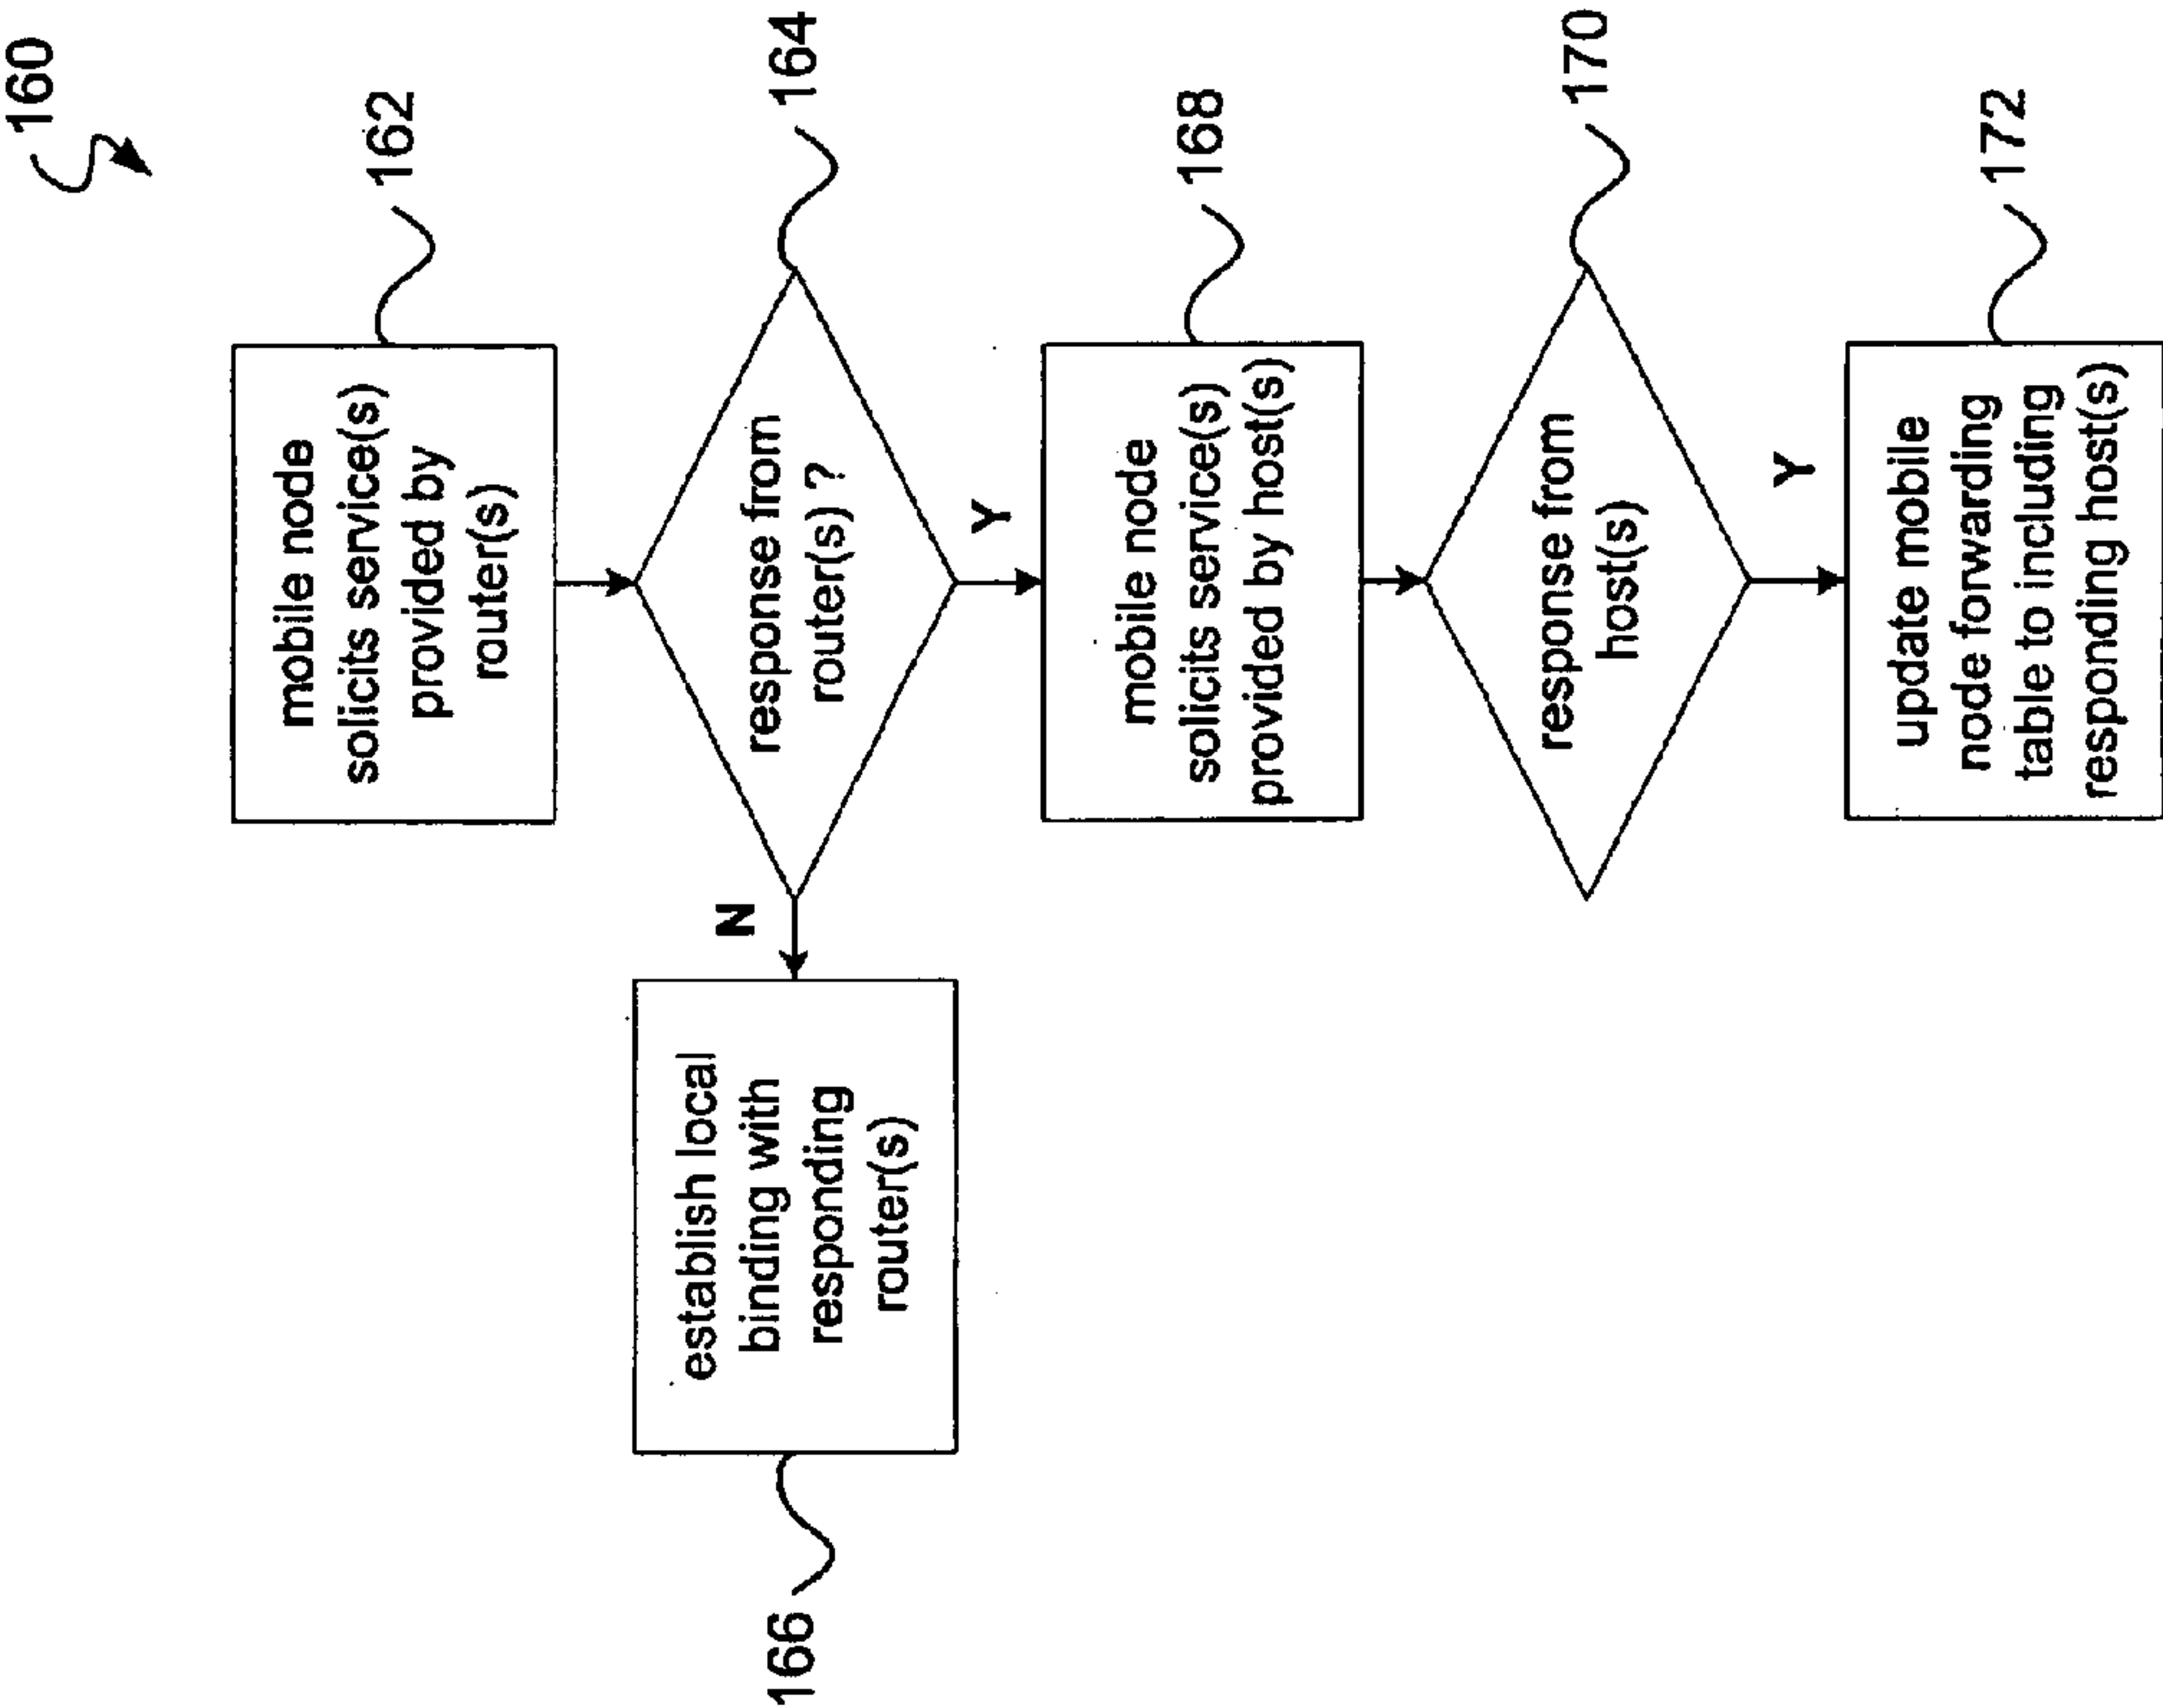 160
mobile node
solicits service(s)
provided by
router(s)
162
response from
router(s) ?
164
N
Y
establish local
binding with
responding
router(s)
166
mobile node
solicits service(s)
provided by host(s)
168
response from
host(s)
170
Y
update mobile
node forwarding
table to including
responding host(s)
172